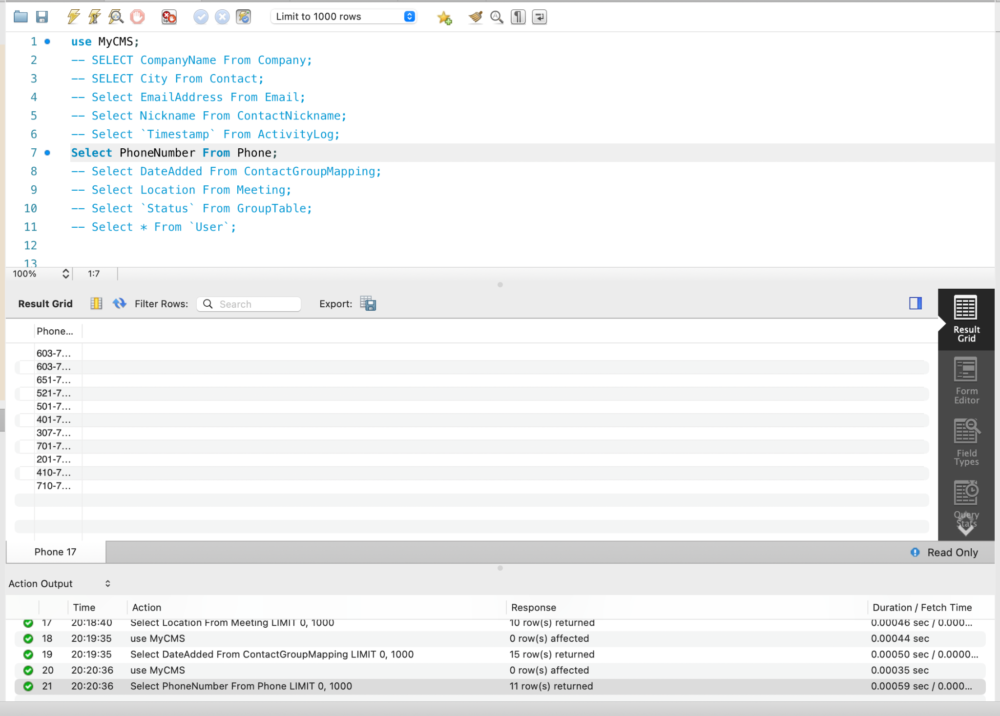 Limit to 1000 rows
1 use MyCMS;
2 -- SELECT CompanyName From Company;
3 -- SELECT City From Contact;
4 -- Select EmailAddress From Email;
5 -- Select Nickname From ContactNickname;
6 -- Select `Timestamp` From ActivityLog;
7 Select PhoneNumber From Phone;
8 -- Select DateAdded From ContactGroupMapping;
9 -- Select Location From Meeting;
10 -- Select `Status` From GroupTable;
11 -- Select * From `User`;
12
13
100% 1:7
Result Grid Filter Rows: Search Export:
Result Grid
Form Editor
Field Types
Query Stats
Phone...
603-7...
603-7...
651-7...
521-7...
501-7...
401-7...
307-7...
701-7...
201-7...
410-7...
710-7...
Phone 17 Read Only
Action Output
Time Action Response Duration / Fetch Time
17 20:18:40 Select Location From Meeting LIMIT 0, 1000 10 row(s) returned 0.00046 sec / 0.000...
18 20:19:35 use MyCMS 0 row(s) affected 0.00044 sec
19 20:19:35 Select DateAdded From ContactGroupMapping LIMIT 0, 1000 15 row(s) returned 0.00050 sec / 0.0000...
20 20:20:36 use MyCMS 0 row(s) affected 0.00035 sec
21 20:20:36 Select PhoneNumber From Phone LIMIT 0, 1000 11 row(s) returned 0.00059 sec / 0.000...